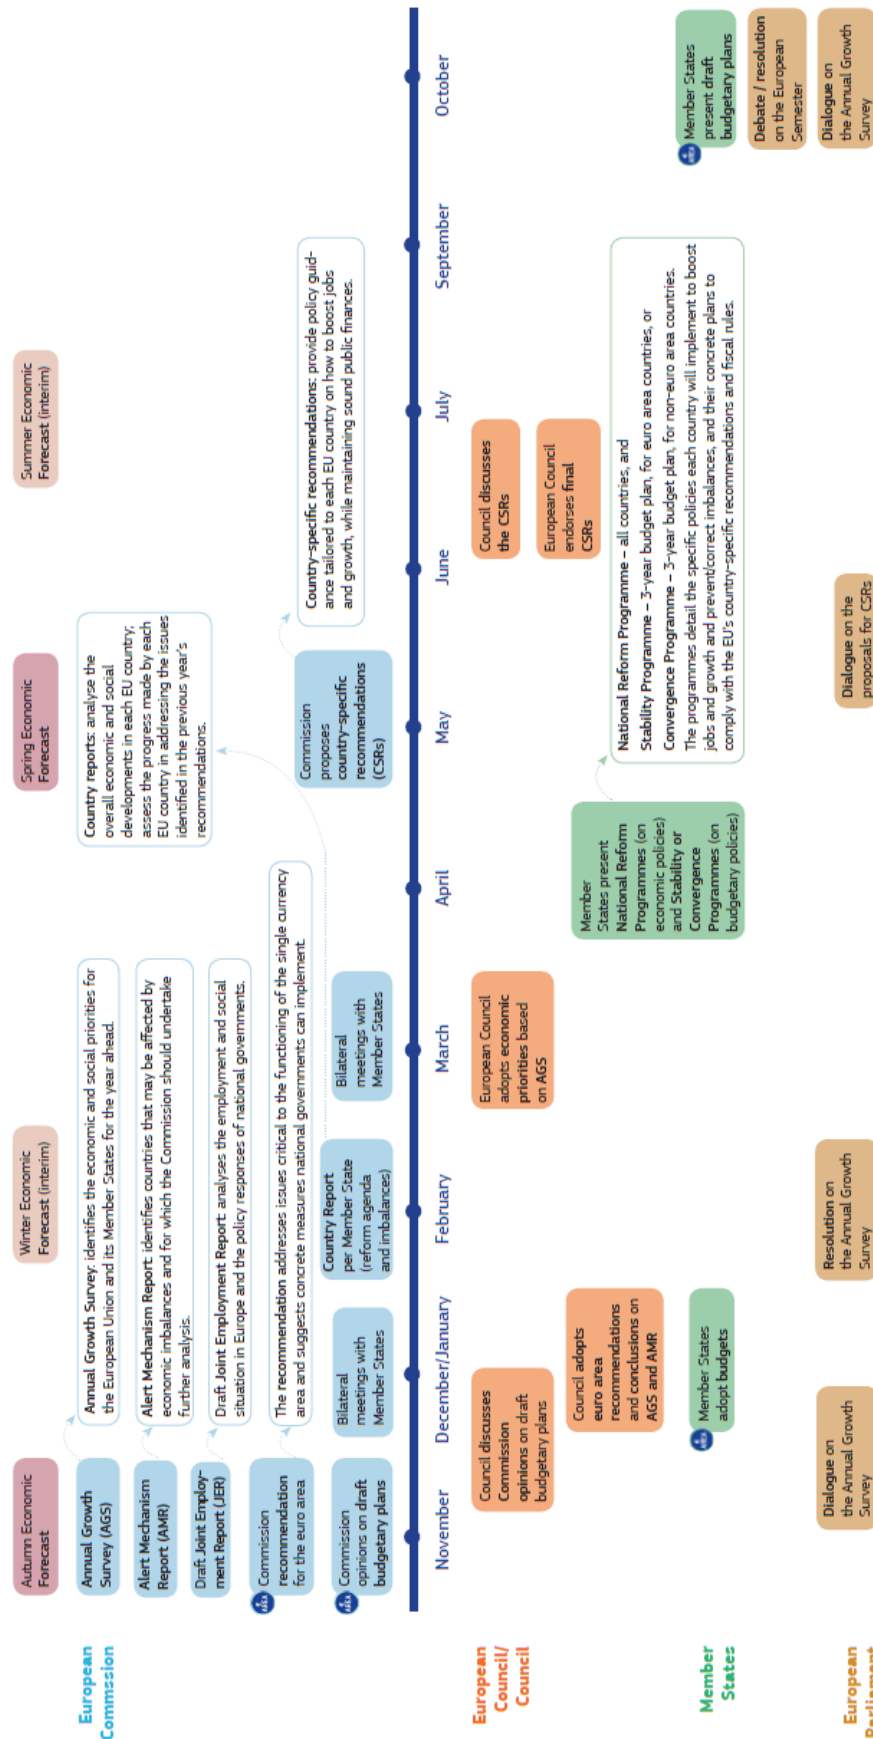 Autumn Economic
Forecast
Winter Economic
Forecast (interim)
Spring Economic
Forecast
Summer Economic
Forecast (interim)
European
Commssion
Annual Growth
Survey (AGS)
Annual Growth Survey: identifies the economic and social priorities for
the European Union and its Member States for the year ahead.
Alert Mechanism
Report (AMR)
Alert Mechanism Report: identifies countries that may be affected by
economic imbalances and for which the Commission should undertake
further analysis.
Draft Joint Employ-
ment Report (JER)
Draft Joint Employment Report: analyses the employment and social
situation in Europe and the policy responses of national governments.
Commission
recommendation
for the euro area
The recommendation addresses issues critical to the functioning of the single currency
area and suggests concrete measures national governments can implement.
Commission
opinions on draft
budgetary plans
Bilateral
meetings with
Member States
Country Report
per Member State
(reform agenda
and imbalances)
Bilateral
meetings with
Member States
Country reports: analyse the
overall economic and social
developments in each EU country;
assess the progress made by each
EU country in addressing the issues
identified in the previous year's
recommendations.
Commission
proposes
country-specific
recommendations
(CSRs)
Country-specific recommendations: provide policy guid-
ance tailored to each EU country on how to boost jobs
and growth, while maintaining sound public finances.
November
December/January
February
March
April
May
June
July
September
October
European
Council/
Council
Council discusses
Commission
opinions on draft
budgetary plans
Council adopts
euro area
recommendations
and conclusions on
AGS and AMR
European Council
adopts economic
priorities based
on AGS
Council discusses
the CSRs
European Council
endorses final
CSRs
Member
States
Member States
adopt budgets
Member
States present
National Reform
Programmes (on
economic policies)
and Stability or
Convergence
Programmes (on
budgetary policies)
National Reform Programme – all countries, and
Stability Programme – 3-year budget plan, for euro area countries, or
Convergence Programme – 3-year budget plan, for non-euro area countries.
The programmes detail the specific policies each country will implement to boost
jobs and growth and prevent/correct imbalances, and their concrete plans to
comply with the EU's country-specific recommendations and fiscal rules.
Member States
present draft
budgetary plans
European
Parliament
Dialogue on
the Annual Growth
Survey
Resolution on
the Annual Growth
Survey
Dialogue on the
proposals for CSRs
Debate / resolution
on the European
Semester
Dialogue on
the Annual Growth
Survey